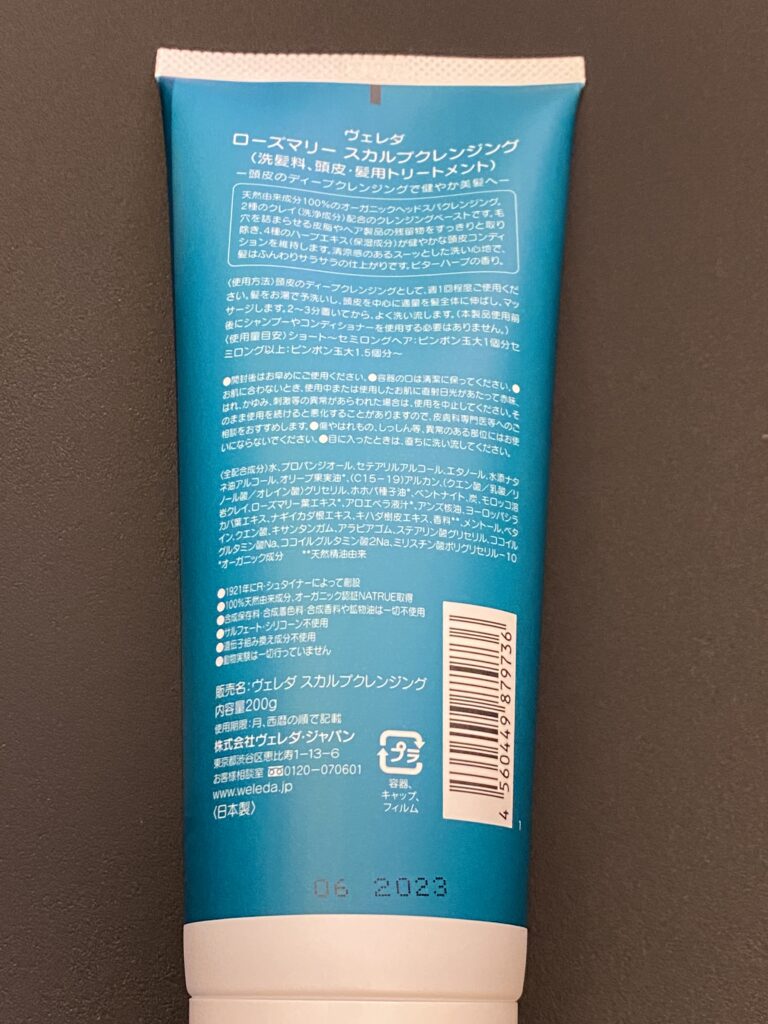 ヴェレダ
ローズマリー スカルプクレンジング
(洗髪料、頭皮・髪用トリートメント)
−頭皮のディープクレンジングで健やか美髪へ−
天然由来成分100%のオーガニックヘッドスパクレンジング。
2種のクレイ(洗浄成分)配合のクレンジングペーストです。毛
穴を詰まらせる皮脂やヘア製品の残留物をすっきりと取り
除き、4種のハーブエキス(保湿成分)が健やかな頭皮コンディ
ションを維持します。清涼感のあるスーッとした洗い心地で、
髪はふんわりサラサラの仕上がりです。ビターハーブの香り。
〈使用方法〉頭皮のディープクレンジングとして、週1回程度ご使用くだ
さい。髪をお湯で予洗いし、頭皮を中心に適量を髪全体に伸ばし、マッ
サージします。2〜3分置いてから、よく洗い流します。(本製品使用前
後にシャンプーやコンディショナーを使用する必要はありません。)
〈使用量目安〉ショート〜セミロングヘア:ピンポン玉大1個分セ
ミロング以上:ピンポン玉大1.5個分〜
●開封後はお早めにご使用ください。●容器の口は清潔に保ってください。●
お肌に合わないとき、使用中または使用したお肌に直射日光があたって赤味、
はれ、かゆみ、刺激等の異常があらわれた場合は、使用を中止してください。そ
のまま使用を続けると悪化することがありますので、皮膚科専門医等へのご
相談をおすすめします。●傷やはれもの、しっしん等、異常のある部位にはお使
いにならないでください。●目に入ったときは、直ちに洗い流してください。
〈全配合成分〉水、プロパンジオール、セテアリルアルコール、エタノール、水添ナタ
ネ油アルコール、オリーブ果実油*、(C15−19)アルカン、(クエン酸/乳酸/リ
ノール酸/オレイン酸)グリセリル、ホホバ種子油*、ベントナイト、炭、モロッコ溶
岩クレイ、ローズマリー葉エキス*、アロエベラ液汁*、アンズ核油、ヨーロッパシラ
カバ葉エキス、ナギイカダ根エキス、キハダ樹皮エキス、香料**、メントール、ベタ
イン、クエン酸、キサンタンガム、アラビアゴム、ステアリン酸グリセリル、ココイル
グルタミン酸Na、ココイルグルタミン酸2Na、ミリスチン酸ポリグリセリル−10
*オーガニック成分 **天然精油由来
●1921年にR・シュタイナーによって創設
●100%天然由来成分、オーガニック認証NATRUE取得
●合成保存料・合成着色料・合成香料や鉱物油は一切不使用
●サルフェート・シリコーン不使用
●遺伝子組み換え成分不使用
●動物実験は一切行っていません
販売名:ヴェレダ スカルプクレンジング
内容量200g
使用期限:月、西暦の順で記載
株式会社ヴェレダ・ジャパン
東京都渋谷区恵比寿1−13−6
お客様相談室 0120−070601
www.weleda.jp
〈日本製〉
プラ
容器、
キャップ、
フィルム
4 560449 879736
1
06 2023